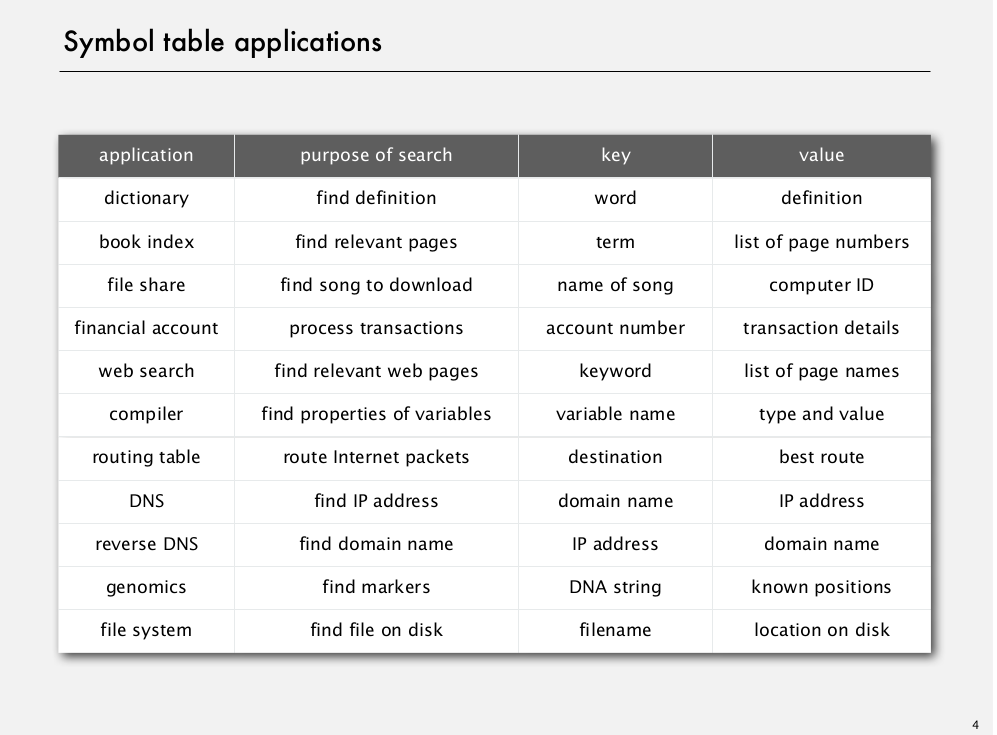 Symbol table applications
application purpose of search key value
dictionary find definition word definition
book index find relevant pages term list of page numbers
file share find song to download name of song computer ID
financial account process transactions account number transaction details
web search find relevant web pages keyword list of page names
compiler find properties of variables variable name type and value
routing table route Internet packets destination best route
DNS find IP address domain name IP address
reverse DNS find domain name IP address domain name
genomics find markers DNA string known positions
file system find file on disk filename location on disk
4